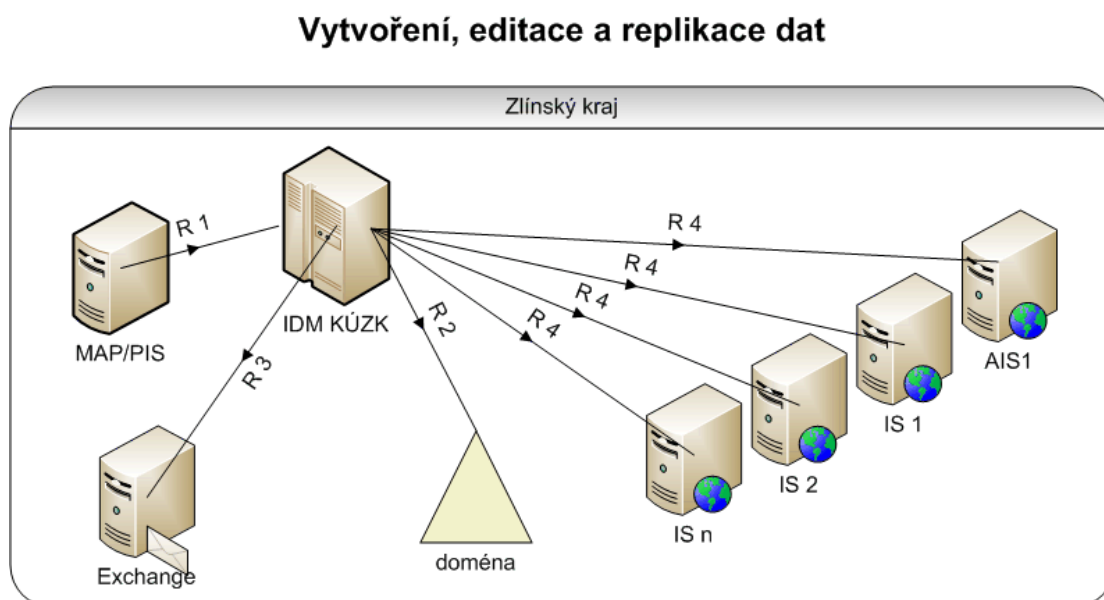 Vytvoření, editace a replikace dat
Zlínský kraj
R 1
R 4
R 4
R 4
R 4
R 2
R 3
IDM KÚZK
MAP/PIS
AIS1
IS 1
IS 2
IS n
doména
Exchange